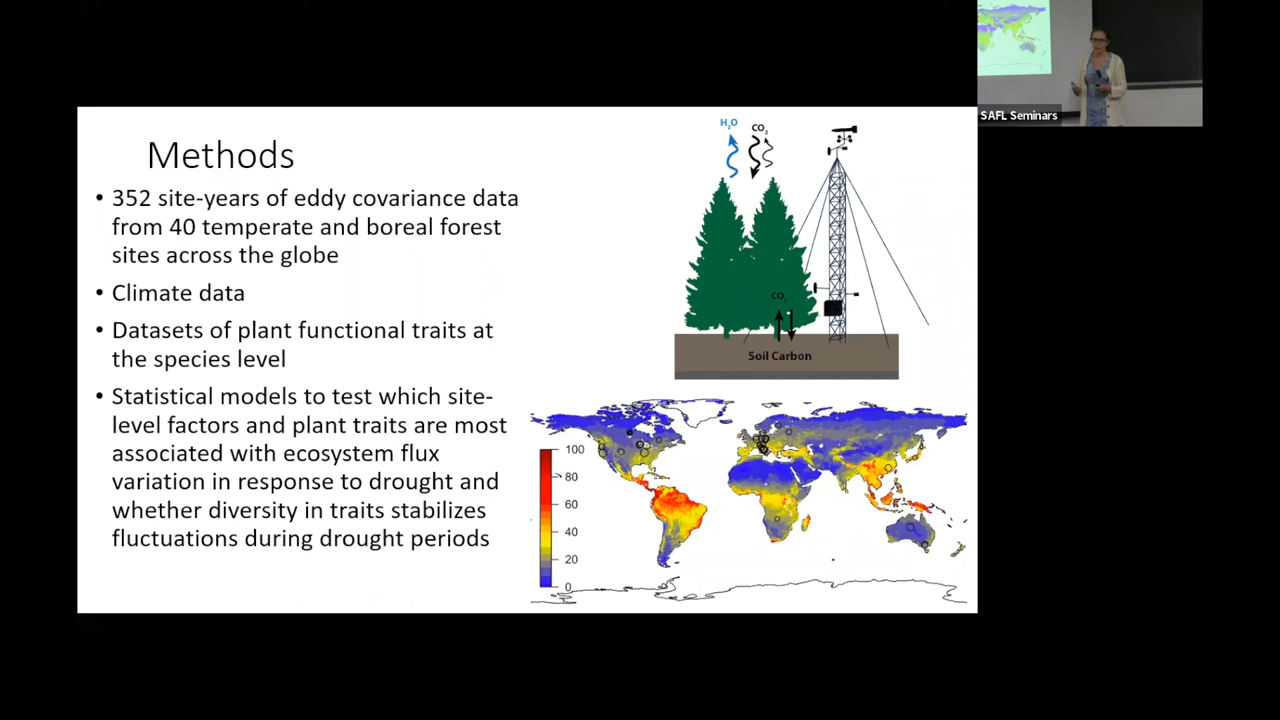 SAFL Seminars
Methods
• 352 site-years of eddy covariance data
from 40 temperate and boreal forest
sites across the globe
• Climate data
• Datasets of plant functional traits at
the species level
• Statistical models to test which site-
level factors and plant traits are most
associated with ecosystem flux
variation in response to drought and
whether diversity in traits stabilizes
fluctuations during drought periods
H₂O
CO₂
CO₂
Soil Carbon
100
80
60
40
20
0